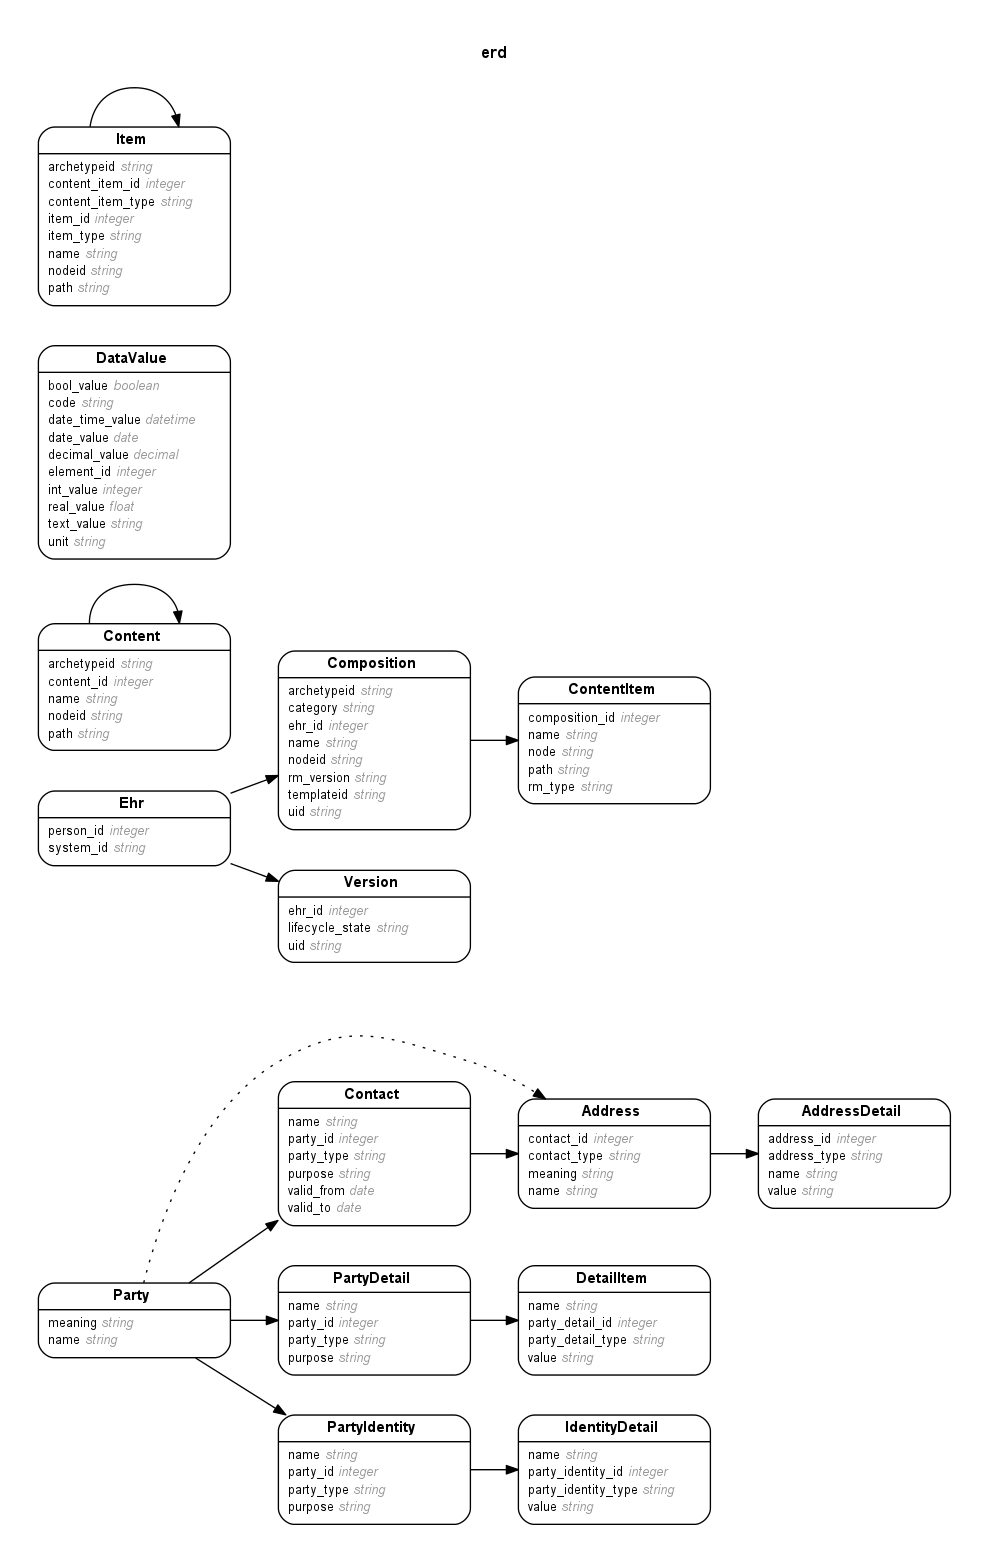 erd
Item
archetypeid string
content_item_id integer
content_item_type string
item_id integer
item_type string
name string
nodeid string
path string
DataValue
bool_value boolean
code string
date_time_value datetime
date_value date
decimal_value decimal
element_id integer
int_value integer
real_value float
text_value string
unit string
Content
archetypeid string
content_id integer
name string
nodeid string
path string
Composition
archetypeid string
category string
ehr_id integer
name string
nodeid string
rm_version string
templateid string
uid string
ContentItem
composition_id integer
name string
node string
path string
rm_type string
Ehr
person_id integer
system_id string
Version
ehr_id integer
lifecycle_state string
uid string
Contact
name string
party_id integer
party_type string
purpose string
valid_from date
valid_to date
Address
contact_id integer
contact_type string
meaning string
name string
AddressDetail
address_id integer
address_type string
name string
value string
Party
meaning string
name string
PartyDetail
name string
party_id integer
party_type string
purpose string
DetailItem
name string
party_detail_id integer
party_detail_type string
value string
PartyIdentity
name string
party_id integer
party_type string
purpose string
IdentityDetail
name string
party_identity_id integer
party_identity_type string
value string